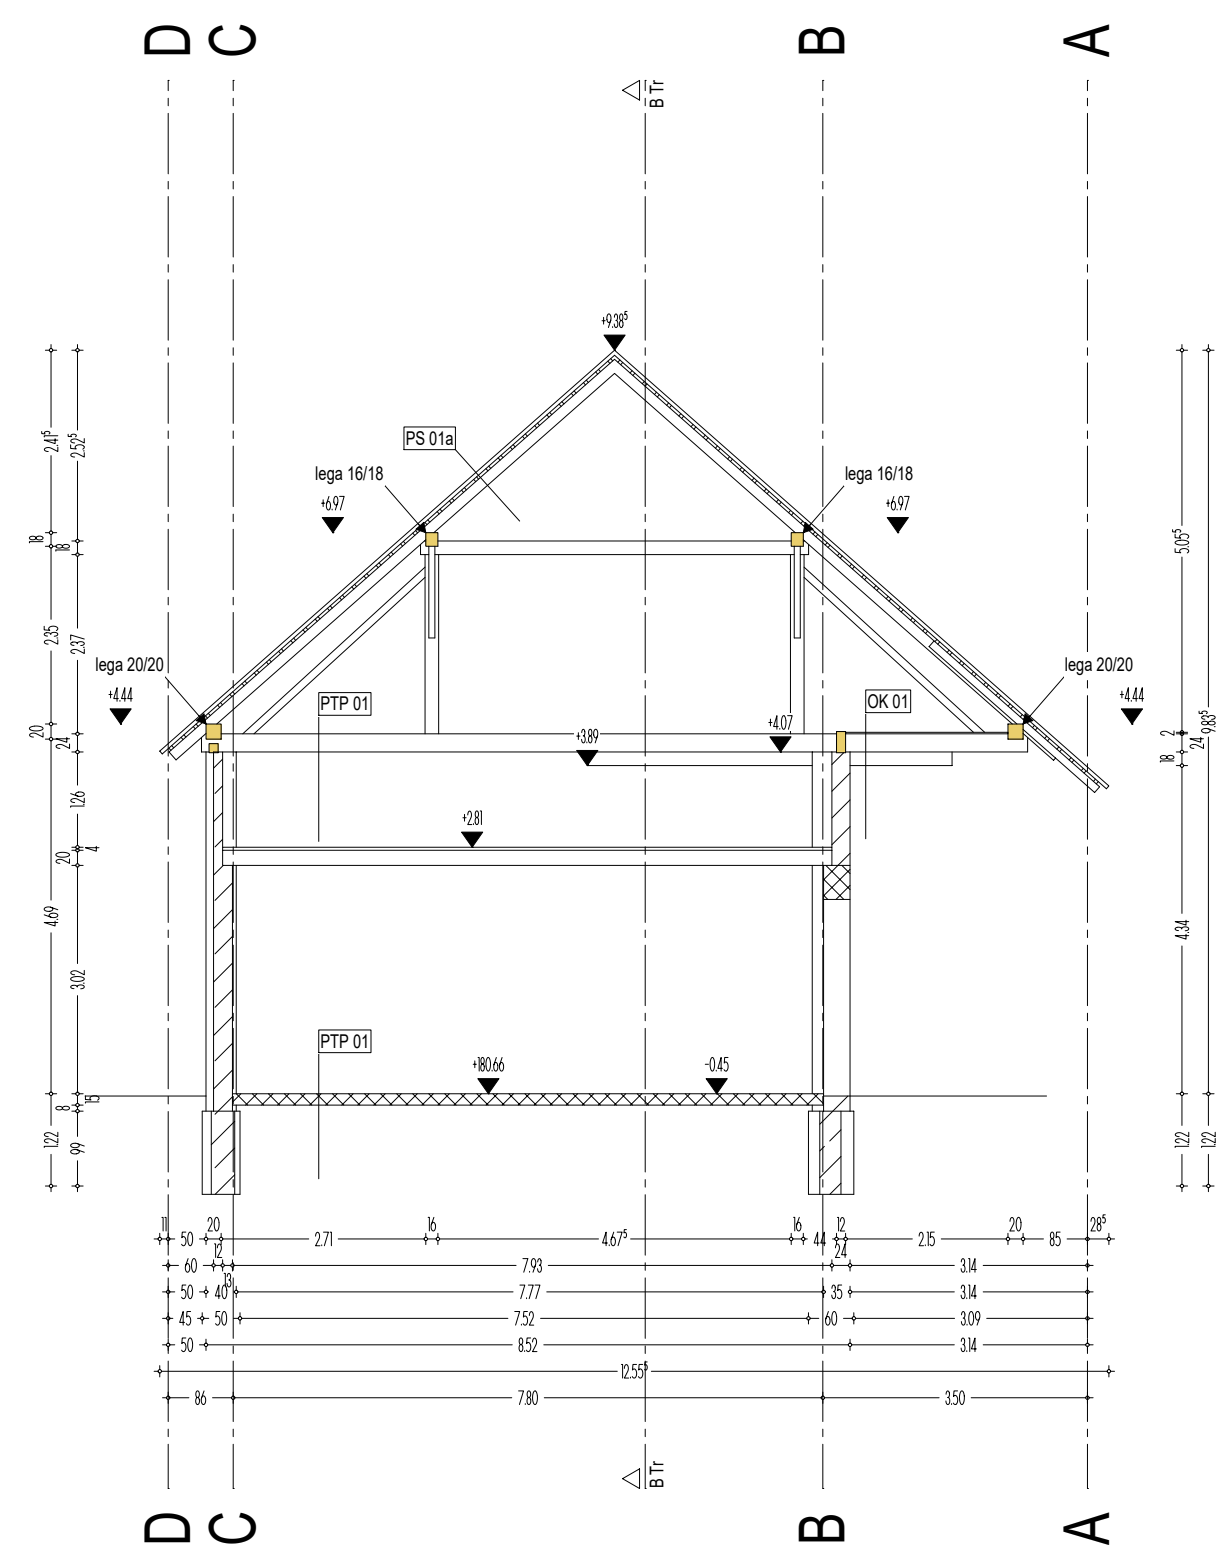 D C B A
B Tr
+9.38⁵
PS 01a
lega 16/18
lega 16/18
+6.97
+6.97
lega 20/20
lega 20/20
+4.44
+4.44
PTP 01
OK 01
+4.07
+3.89
+2.81
PTP 01
+180.66
-0.45
2.41⁵
18
2.35
20
4.69
1.22
2.52⁵
18
2.37
24
1.26
4
20
3.02
15
8
99
5.05⁵
2
24
18
4.34
1.22
9.83⁵
1.22
11 50 20 2.71 16 4.67⁵ 16 44 12 2.15 20 85 28⁵
60 12 13 7.93 24 3.14
50 40 7.77 35 3.14
45 50 7.52 60 3.09
50 8.52 3.14
12.55⁵
86 7.80 3.50
B Tr
D C B A